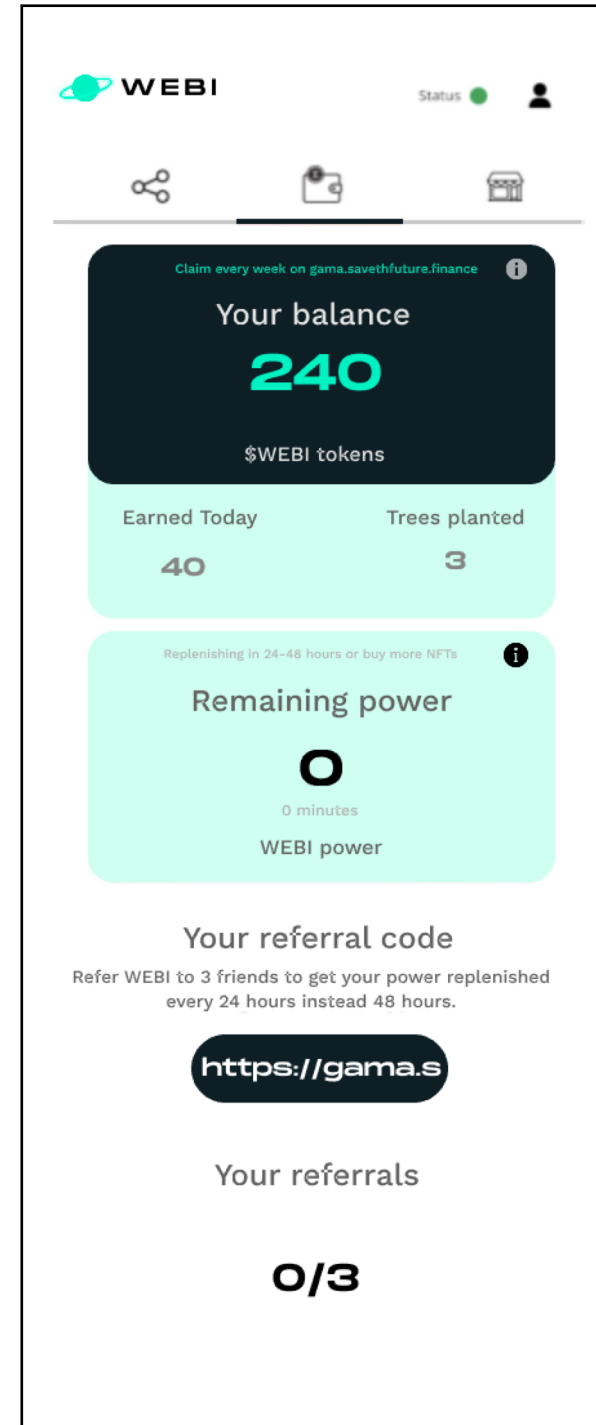 WEBI
Status
Claim every week on gama.savethfuture.finance
Your balance
240
$WEBI tokens
Earned Today
Trees planted
40
3
Replenishing in 24-48 hours or buy more NFTs
Remaining power
0
0 minutes
WEBI power
Your referral code
Refer WEBI to 3 friends to get your power replenished
every 24 hours instead 48 hours.
https://gama.s
Your referrals
0/3